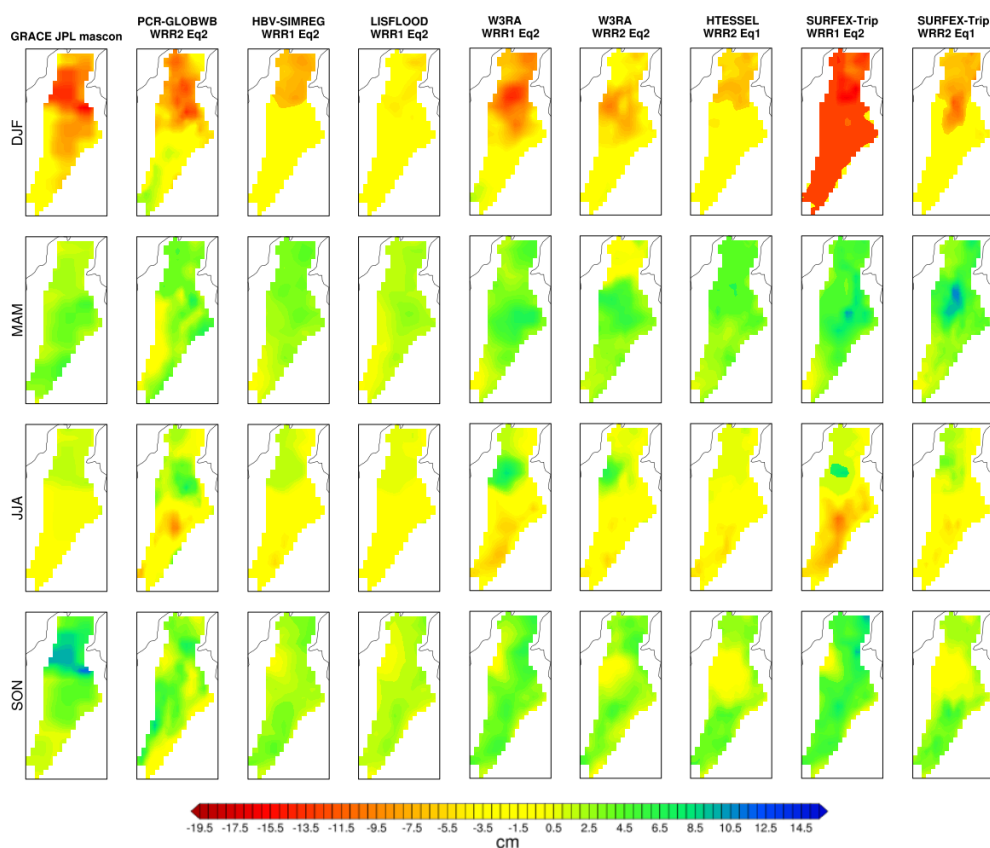 GRACE JPL mascon
PCR-GLOBWB
WRR2 Eq2
HBV-SIMREG
WRR1 Eq2
LISFLOOD
WRR1 Eq2
W3RA
WRR1 Eq2
W3RA
WRR2 Eq2
HTESSEL
WRR2 Eq1
SURFEX-Trip
WRR1 Eq2
SURFEX-Trip
WRR2 Eq1
DJF
MAM
JJA
SON
-19.5 -17.5 -15.5 -13.5 -11.5 -9.5 -7.5 -5.5 -3.5 -1.5 0.5 2.5 4.5 6.5 8.5 10.5 12.5 14.5
cm